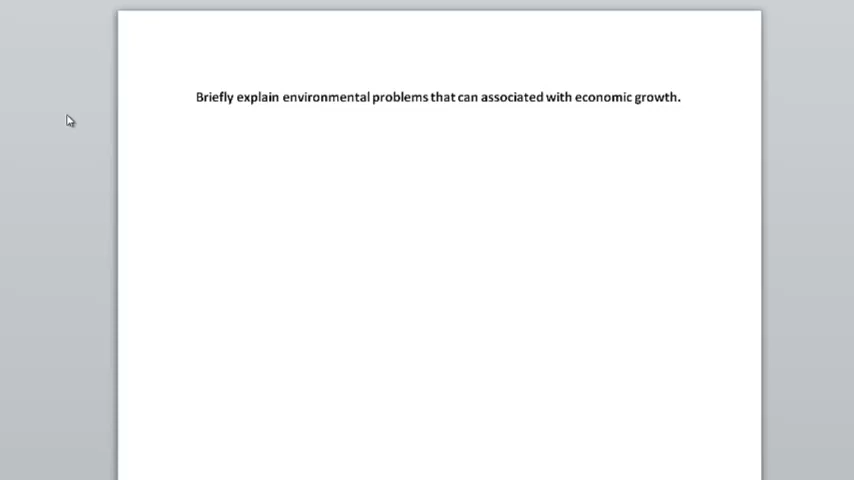 Briefly explain environmental problems that can associated with economic growth.